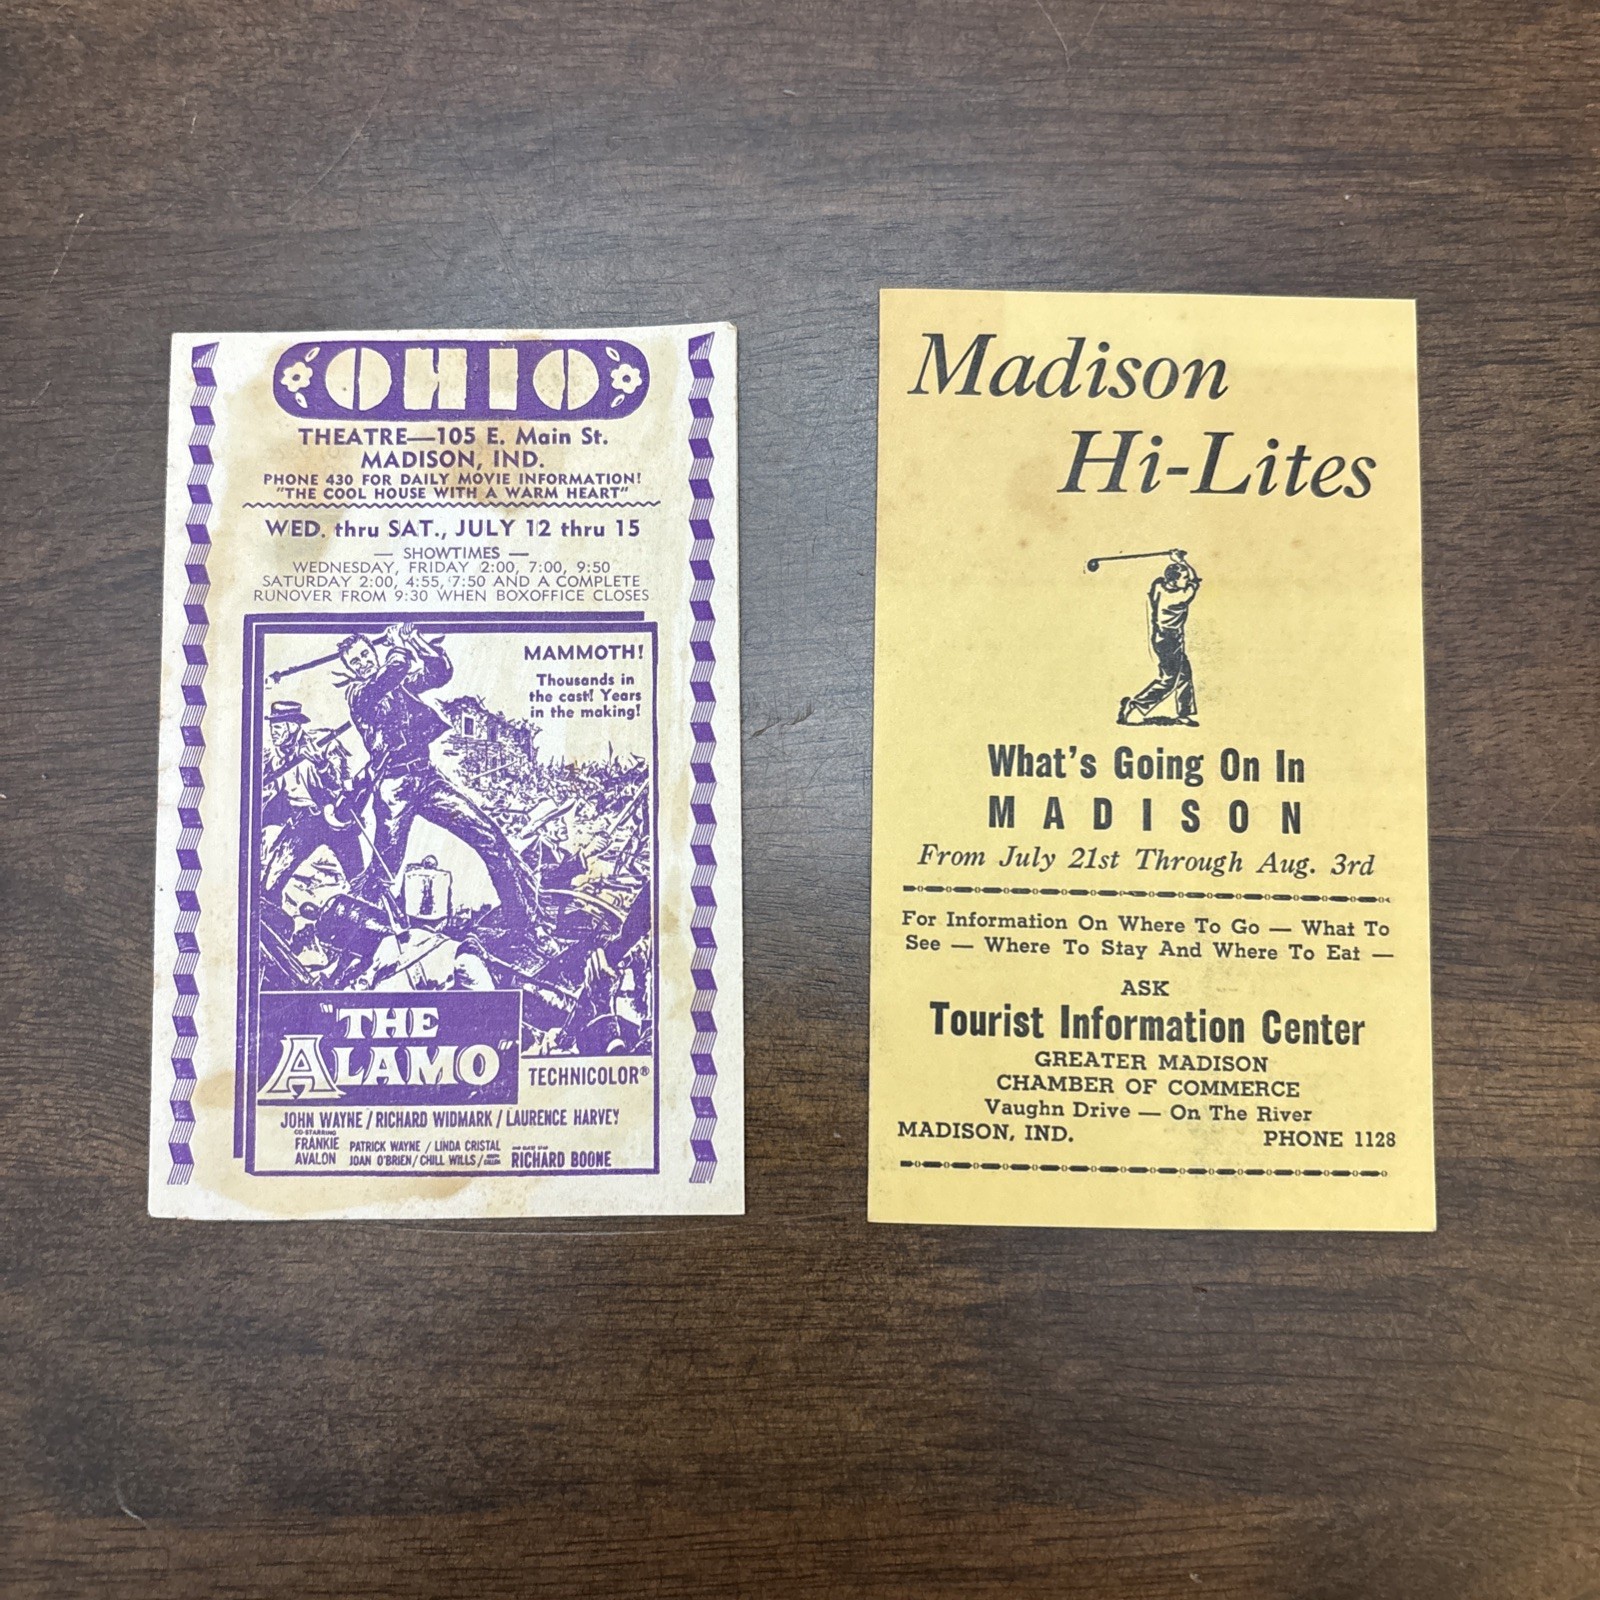 OHIO
THEATRE—105 E. Main St.
MADISON, IND.
PHONE 430 FOR DAILY MOVIE INFORMATION!
"THE COOL HOUSE WITH A WARM HEART"
WED. thru SAT., JULY 12 thru 15
— SHOWTIMES —
WEDNESDAY, FRIDAY 2:00, 7:00, 9:50
SATURDAY 2:00, 4:55, 7:50 AND A COMPLETE
RUNOVER FROM 9:30 WHEN BOXOFFICE CLOSES
MAMMOTH!
Thousands in
the cast! Years
in the making!
"THE
ALAMO"
TECHNICOLOR®
JOHN WAYNE / RICHARD WIDMARK / LAURENCE HARVEY
CO-STARRING
FRANKIE
AVALON
PATRICK WAYNE / LINDA CRISTAL
JOAN O'BRIEN / CHILL WILLS /
RICHARD BOONE
Madison
Hi-Lites
What's Going On In
MADISON
From July 21st Through Aug. 3rd
For Information On Where To Go — What To
See — Where To Stay And Where To Eat —
ASK
Tourist Information Center
GREATER MADISON
CHAMBER OF COMMERCE
Vaughn Drive — On The River
MADISON, IND. PHONE 1128